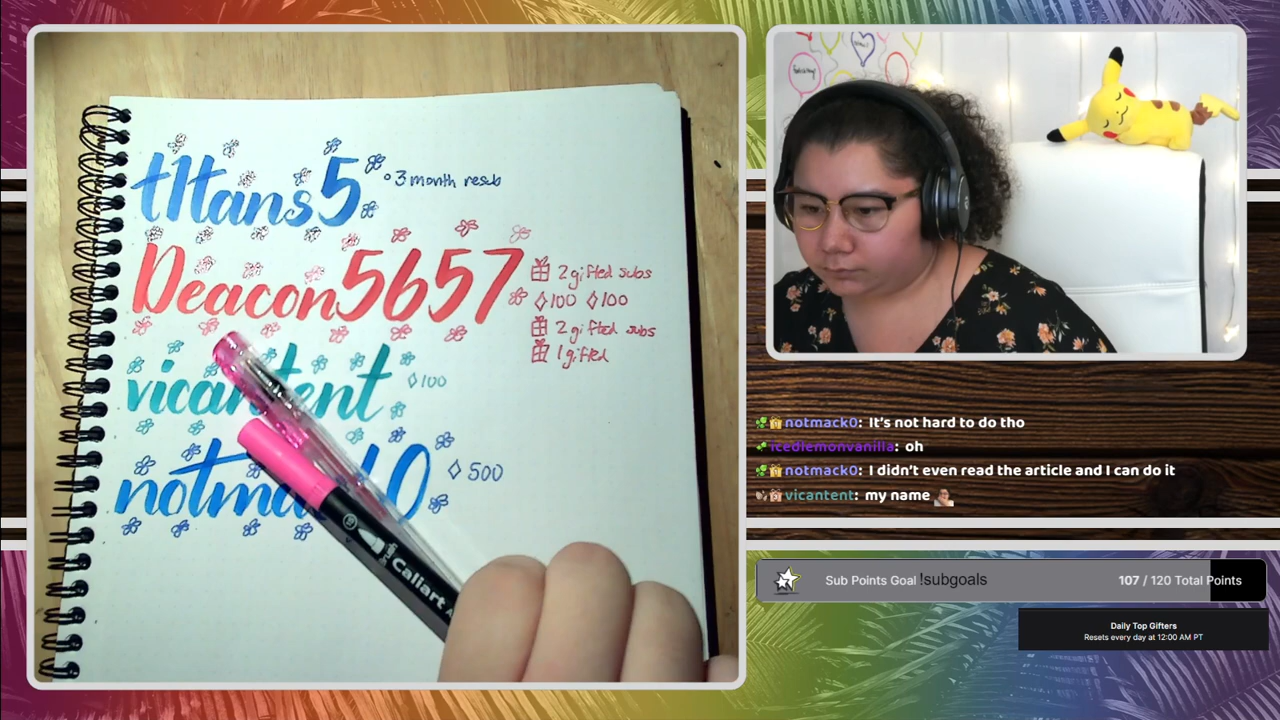 tItans5 3 month resub
Deacon5657 2 gifted subs
100 100
2 gifted subs
1 gifted
vicantent 100
500
Caliart
notmack0: It's not hard to do tho
icedlemonvanilla: oh
notmack0: I didn't even read the article and I can do it
vicantent: my name
Sub Points Goal !subgoals 107 / 120 Total Points
Daily Top Gifters
Resets every day at 12:00 AM PT